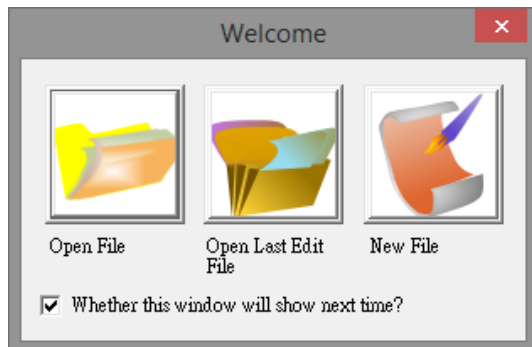 Welcome
Open File
Open Last Edit
File
New File
Whether this window will show next time?